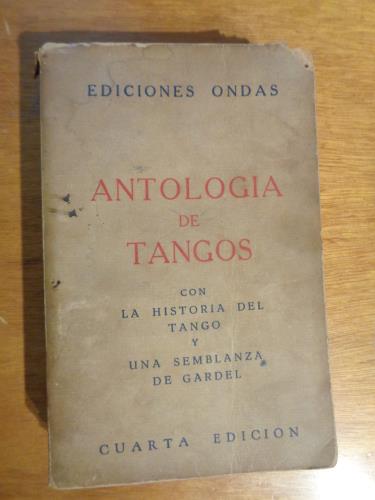 EDICIONES ONDAS
ANTOLOGIA
DE
TANGOS
CON
LA HISTORIA DEL
TANGO
Y
UNA SEMBLANZA
DE GARDEL
CUARTA EDICION